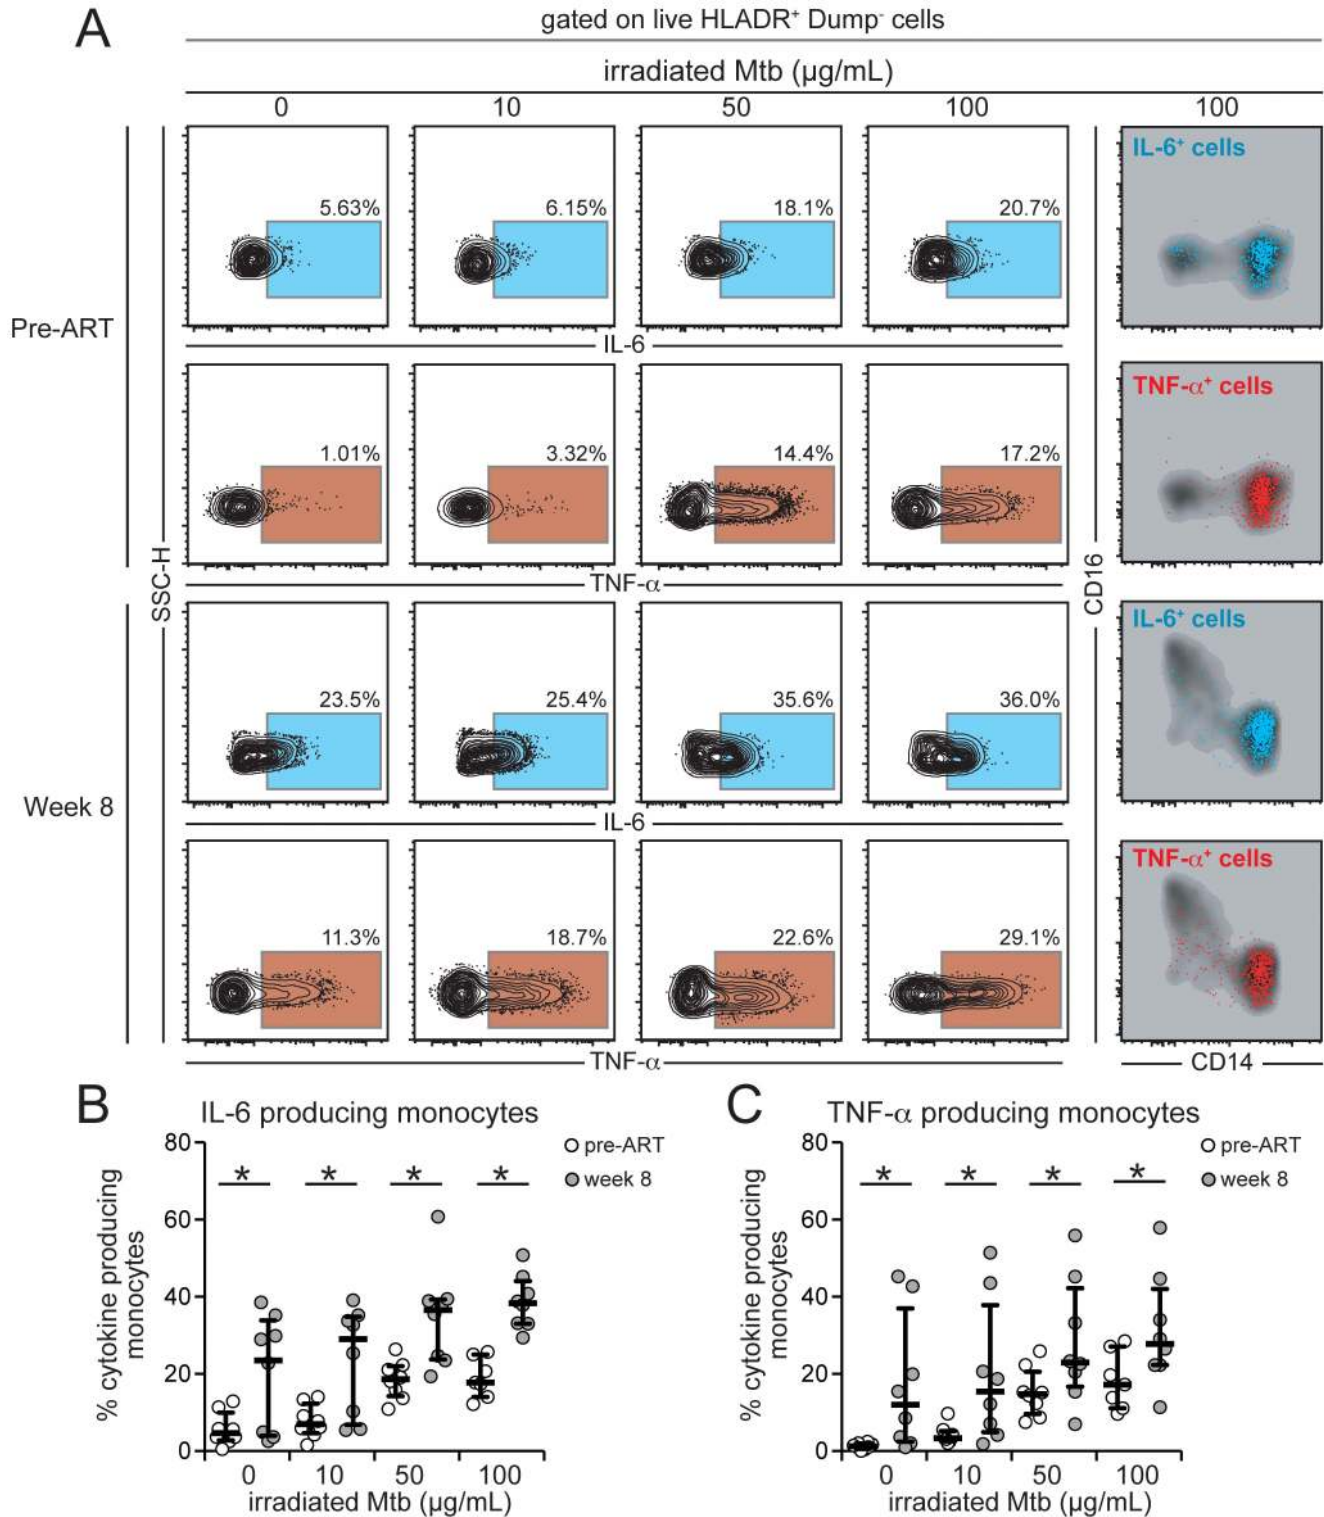 A
gated on live HLADR⁺ Dump⁻ cells
irradiated Mtb (µg/mL)
0 10 50 100 100
Pre-ART
SSC-H
5.63% 6.15% 18.1% 20.7%
IL-6⁺ cells
IL-6
1.01% 3.32% 14.4% 17.2%
TNF-α⁺ cells
TNF-α
CD16
Week 8
23.5% 25.4% 35.6% 36.0%
IL-6⁺ cells
IL-6
11.3% 18.7% 22.6% 29.1%
TNF-α⁺ cells
TNF-α
CD14
B
IL-6 producing monocytes
pre-ART
week 8
% cytokine producing
monocytes
80
60
40
20
0
* * * *
0 10 50 100
irradiated Mtb (µg/mL)
C
TNF-α producing monocytes
pre-ART
week 8
% cytokine producing
monocytes
80
60
40
20
0
* * * *
0 10 50 100
irradiated Mtb (µg/mL)